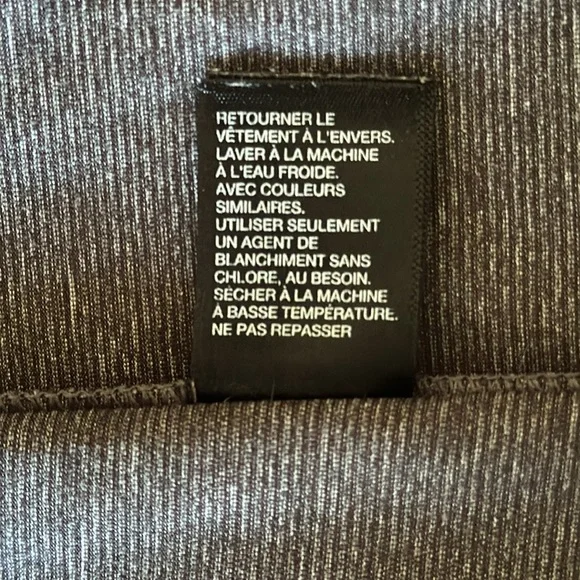 RETOURNER LE
VÊTEMENT À L'ENVERS.
LAVER À LA MACHINE
À L'EAU FROIDE.
AVEC COULEURS
SIMILAIRES.
UTILISER SEULEMENT
UN AGENT DE
BLANCHIMENT SANS
CHLORE, AU BESOIN.
SÉCHER À LA MACHINE
À BASSE TEMPÉRATURE.
NE PAS REPASSER